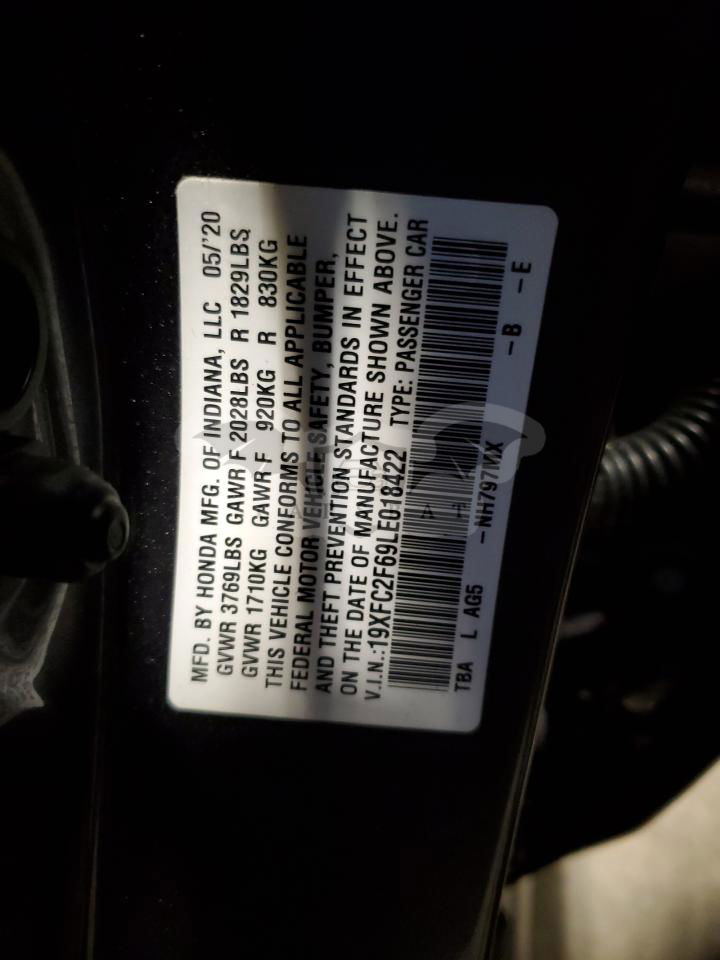 MFD. BY HONDA MFG. OF INDIANA, LLC 05/'20
GVWR 3769LBS GAWR F 2028LBS R 1829LBS
GVWR 1710KG GAWR F 920KG R 830KG
THIS VEHICLE CONFORMS TO ALL APPLICABLE
FEDERAL MOTOR VEHICLE SAFETY, BUMPER,
AND THEFT PREVENTION STANDARDS IN EFFECT
ON THE DATE OF MANUFACTURE SHOWN ABOVE.
V.I.N.:19XFC2F69LE018422 TYPE: PASSENGER CAR
TBA L AG5 -NH797MX -B -E